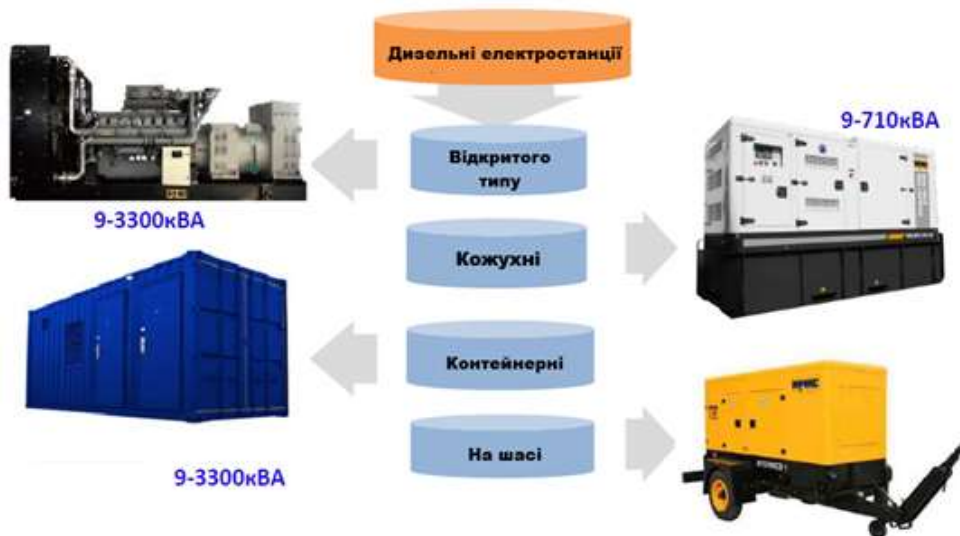 Дизельні електростанції
9-710кВА
Відкритого
типу
9-3300кВА
Кожухні
Контейнерні
На шасі
9-3300кВА